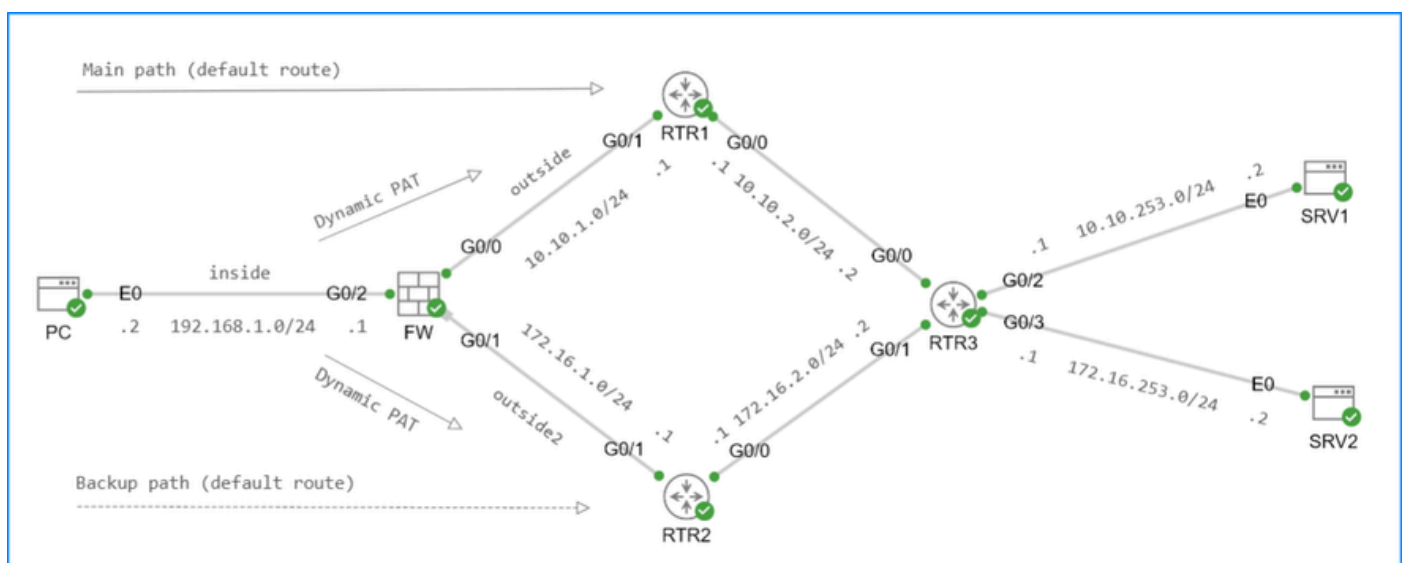 Main path (default route)
RTR1
G0/1
G0/0
outside
.1
.1 10.10.2.0/24 .2
Dynamic PAT
10.10.1.0/24
G0/0
G0/0
.1 10.10.253.0/24 .2
E0
SRV1
G0/2
inside
PC
E0
G0/2
.2 192.168.1.0/24 .1
FW
RTR3
G0/3
G0/1
172.16.1.0/24
.1 172.16.2.0/24 .2
G0/1
.1 172.16.253.0/24 .2
E0
SRV2
Dynamic PAT
outside2
.1
G0/1
G0/0
Backup path (default route)
RTR2